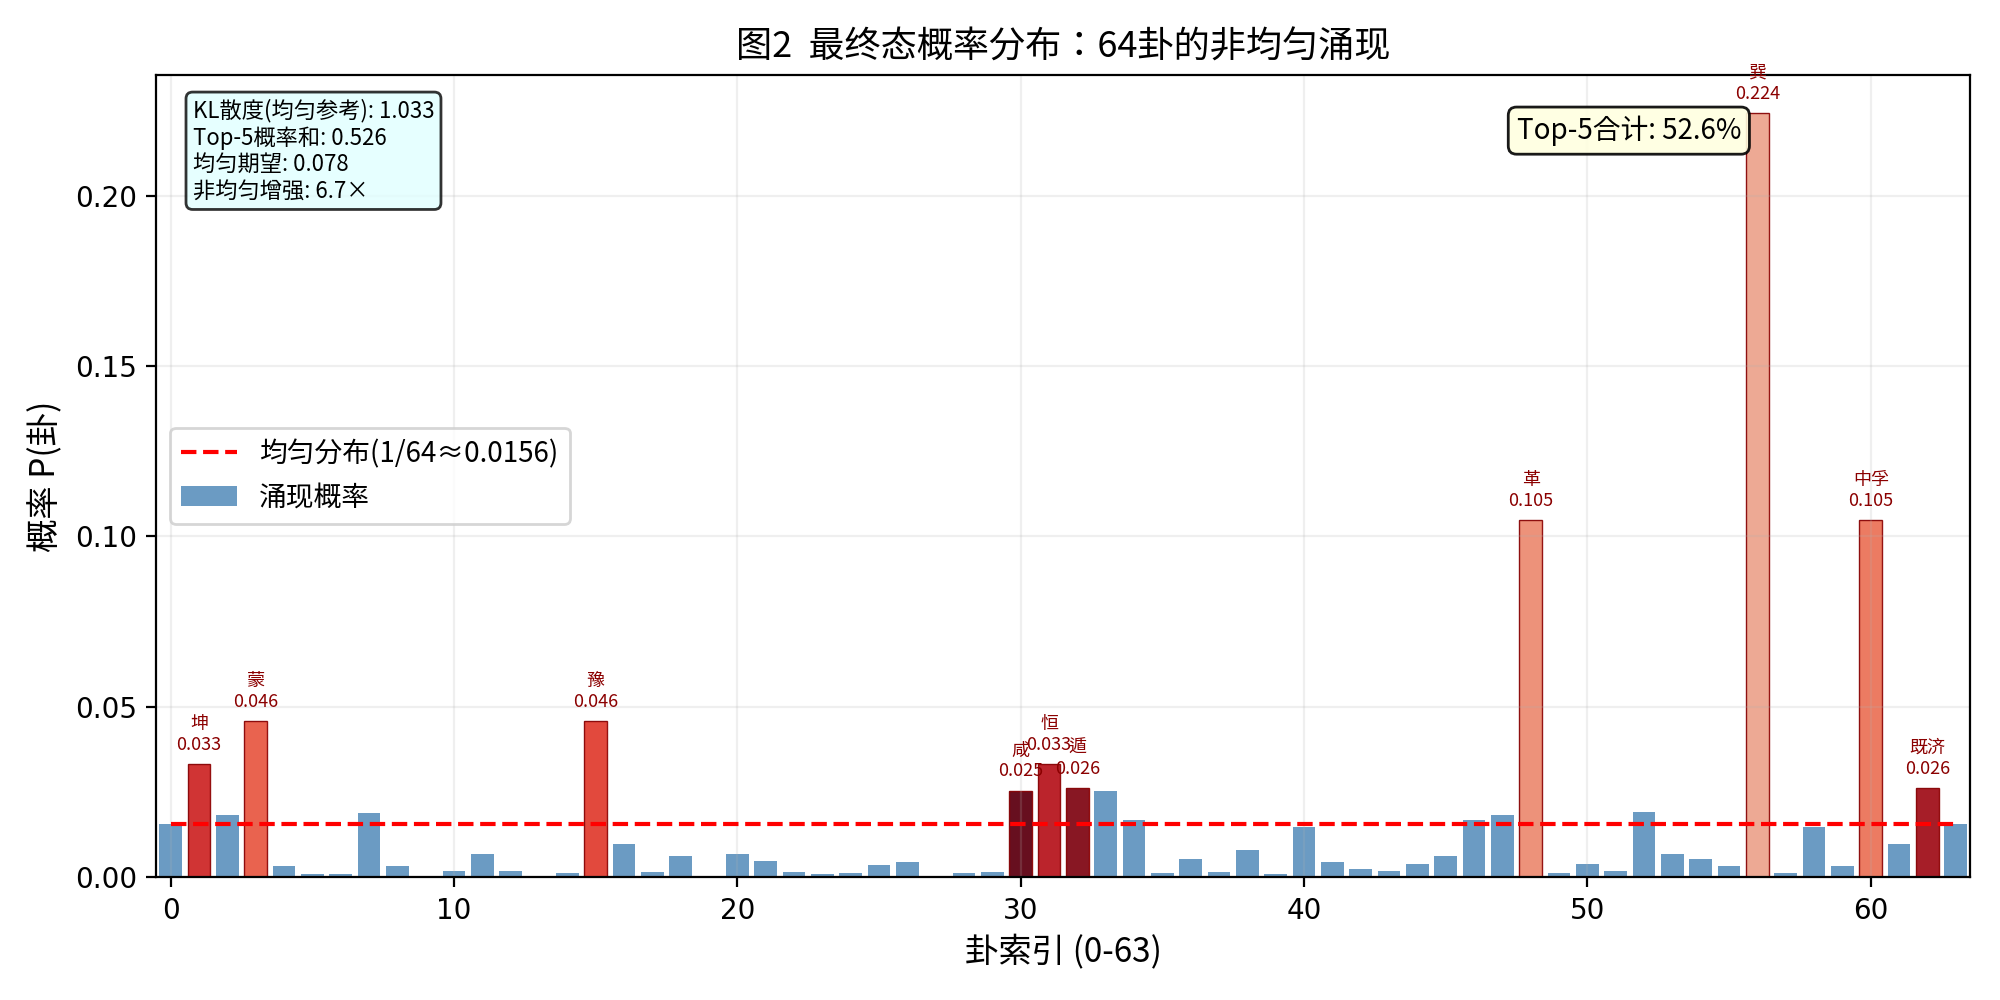 图2 最终态概率分布：64卦的非均匀涌现
KL散度(均匀参考): 1.033
Top-5概率和: 0.526
均匀期望: 0.078
非均匀增强: 6.7×
Top-5合计: 52.6%
均匀分布(1/64≈0.0156)
涌现概率
坤
0.033
蒙
0.046
豫
0.046
咸
0.025
恒
0.033
遁
0.026
革
0.105
巽
0.224
中孚
0.105
既济
0.026
概率 P(卦)
0.20
0.15
0.10
0.05
0.00
0
10
20
30
40
50
60
卦索引 (0-63)